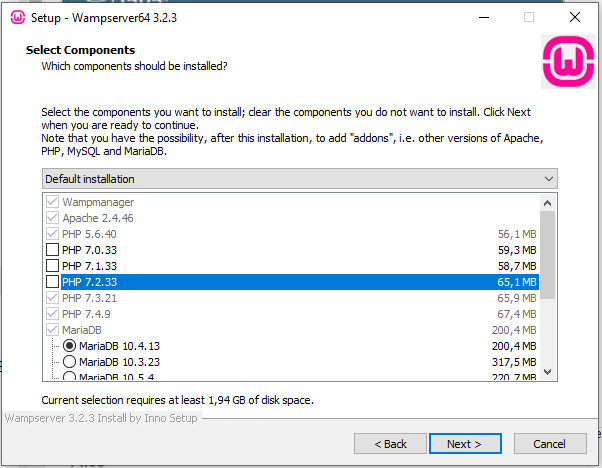 Setup - Wampserver64 3.2.3
Select Components
Which components should be installed?
W
Select the components you want to install; clear the components you do not want to install. Click Next
when you are ready to continue.
Note that you have the possibility, after this installation, to add "addons", i.e. other versions of Apache,
PHP, MySQL and MariaDB.
Default installation
Wampmanager
Apache 2.4.46
PHP 5.6.40 56,1 MB
PHP 7.0.33 59,3 MB
PHP 7.1.33 58,7 MB
PHP 7.2.33 65,1 MB
PHP 7.3.21 65,9 MB
PHP 7.4.9 67,4 MB
MariaDB 200,4 MB
MariaDB 10.4.13 200,4 MB
MariaDB 10.3.23 317,5 MB
MariaDB 10.5.4 220,7 MB
Current selection requires at least 1,94 GB of disk space.
Wampserver 3.2.3 Install by Inno Setup
< Back
Next >
Cancel